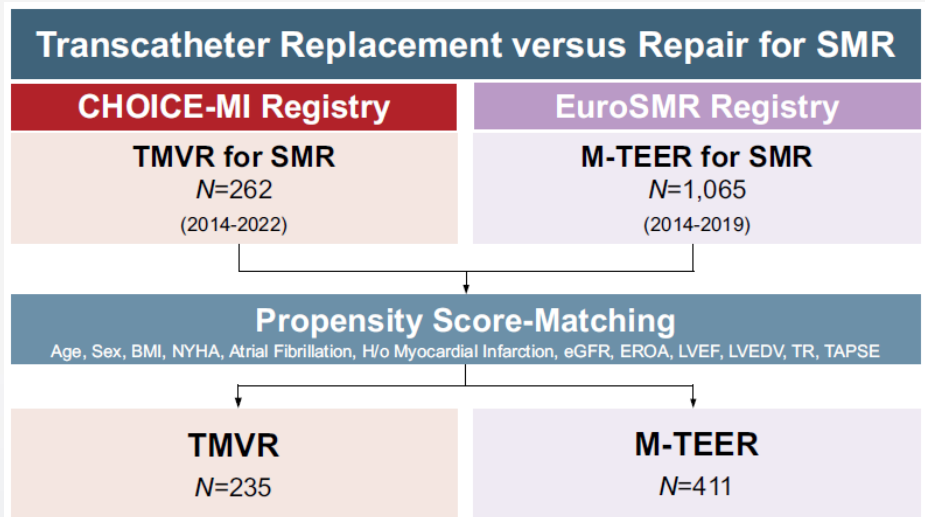 Transcatheter Replacement versus Repair for SMR
CHOICE-MI Registry
EuroSMR Registry
TMVR for SMR
N=262
(2014-2022)
M-TEER for SMR
N=1,065
(2014-2019)
Propensity Score-Matching
Age, Sex, BMI, NYHA, Atrial Fibrillation, H/o Myocardial Infarction, eGFR, EROA, LVEF, LVEDV, TR, TAPSE
TMVR
N=235
M-TEER
N=411